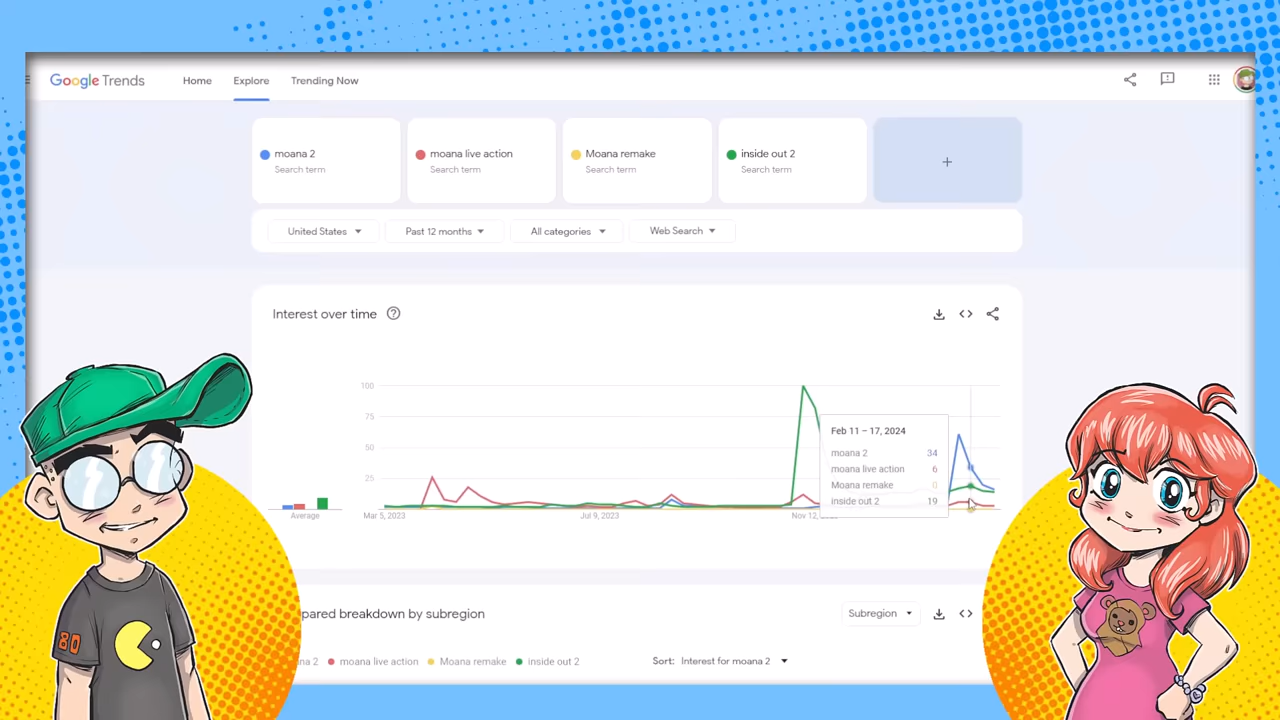 Google Trends
Home
Explore
Trending Now
moana 2
Search term
moana live action
Search term
Moana remake
Search term
inside out 2
Search term
+
United States
Past 12 months
All categories
Web Search
Interest over time
100
75
50
25
Average
Mar 5, 2023
Jul 9, 2023
Nov 12,
Feb 11 – 17, 2024
moana 2 34
moana live action 6
Moana remake 0
inside out 2 19
pared breakdown by subregion
Subregion
na 2
moana live action
Moana remake
inside out 2
Sort: Interest for moana 2
80